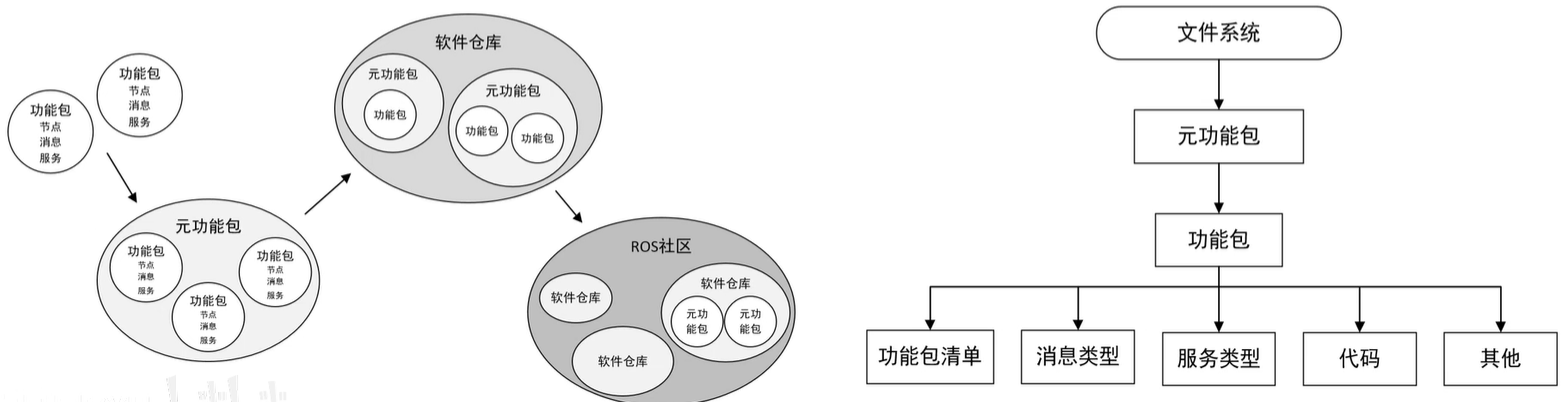 功能包
节点
消息
服务
功能包
节点
消息
服务
元功能包
功能包
节点
消息
服务
功能包
节点
消息
服务
功能包
节点
消息
服务
软件仓库
元功能包
功能包
元功能包
功能包
功能包
ROS社区
软件仓库
软件仓库
元功
能包
元功
能包
软件仓库
文件系统
元功能包
功能包
功能包清单
消息类型
服务类型
代码
其他